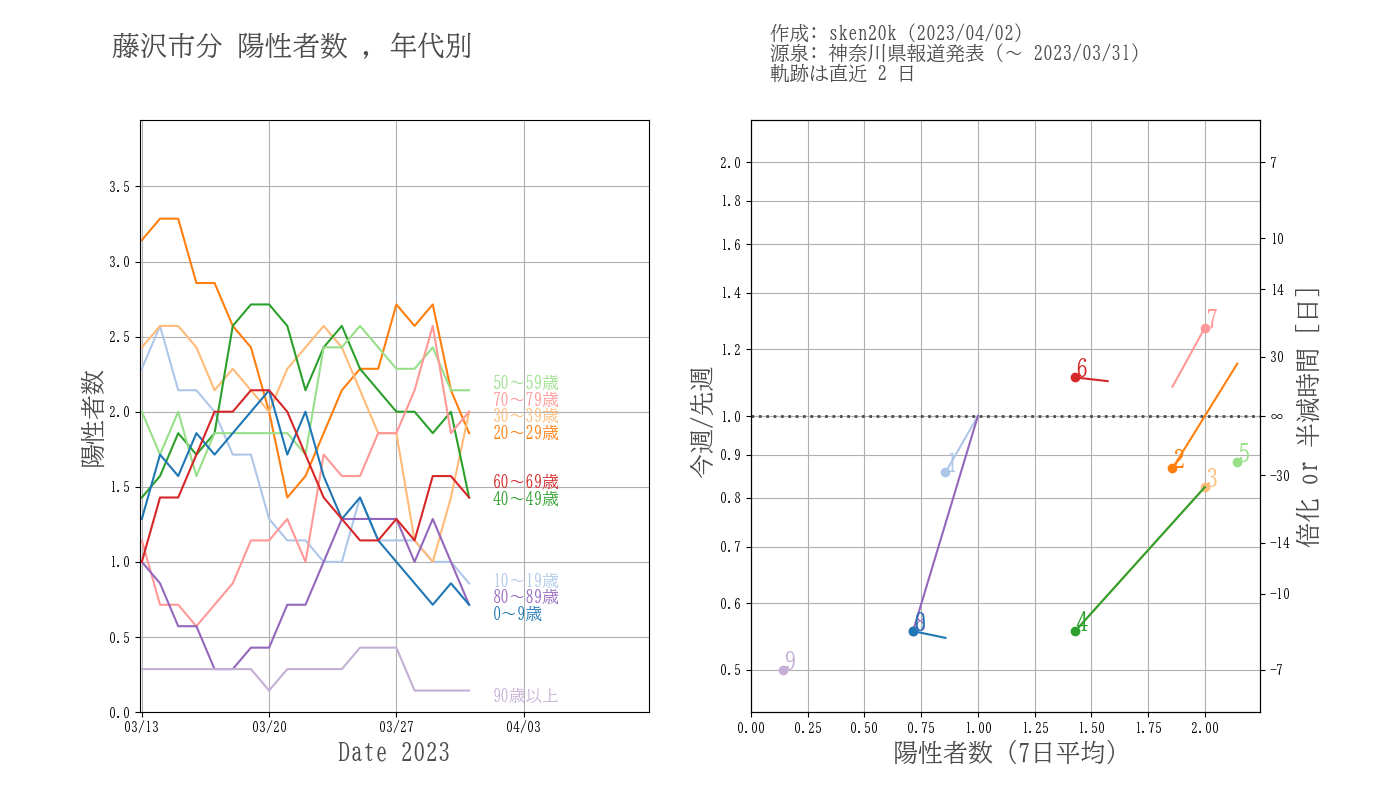 藤沢市分 陽性者数 , 年代別
作成: sken20k (2023/04/02)
源泉: 神奈川県報道発表 (～ 2023/03/31)
軌跡は直近 2 日
陽性者数
3.5
3.0
2.5
2.0
1.5
1.0
0.5
0.0
03/13
03/20
03/27
04/03
Date 2023
50～59歳
70～79歳
30～39歳
20～29歳
60～69歳
40～49歳
10～19歳
80～89歳
0～9歳
90歳以上
今週/先週
2.0
1.8
1.6
1.4
1.2
1.0
0.9
0.8
0.7
0.6
0.5
0.00
0.25
0.50
0.75
1.00
1.25
1.50
1.75
2.00
陽性者数 (7日平均)
7
6
1
2
5
3
4
8
0
9
7
10
14
30
∞
−30
−14
−10
−7
倍化 or 半減時間 [日]